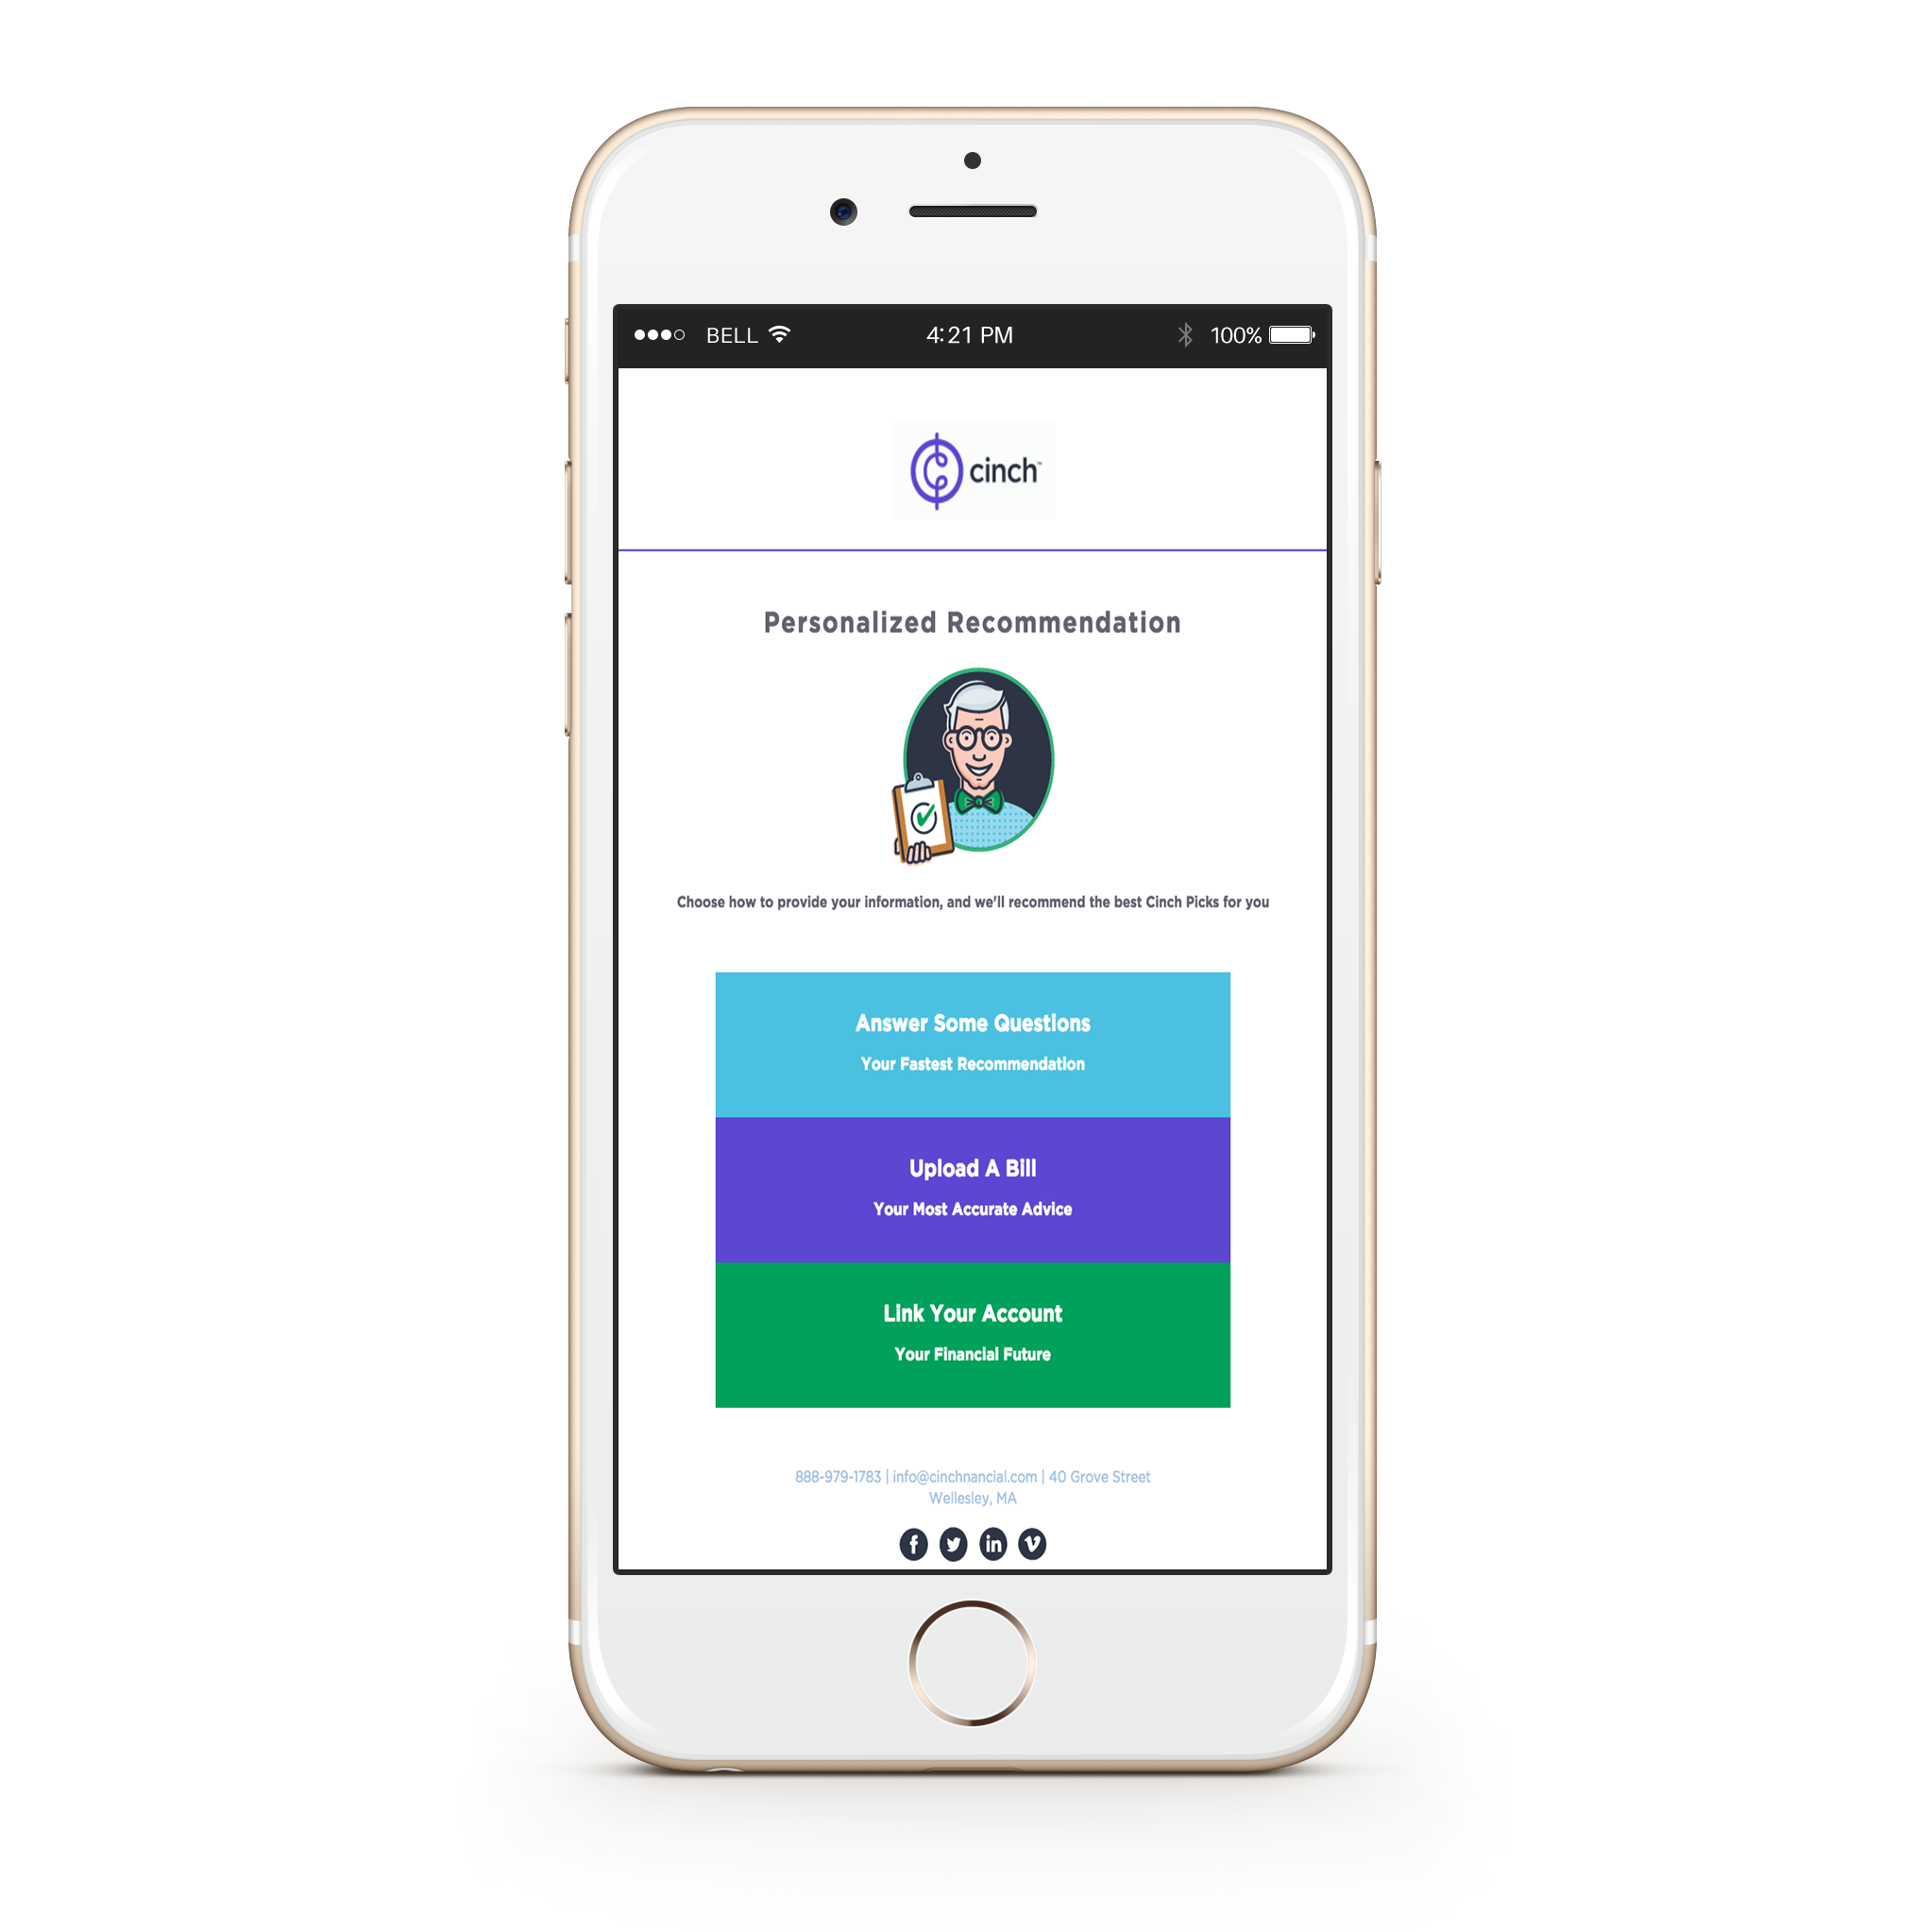 BELL 4:21 PM 100%
cinch™
Personalized Recommendation
Choose how to provide your information, and we'll recommend the best Cinch Picks for you
Answer Some Questions
Your Fastest Recommendation
Upload A Bill
Your Most Accurate Advice
Link Your Account
Your Financial Future
888-979-1783 | info@cinchnancial.com | 40 Grove Street
Wellesley, MA